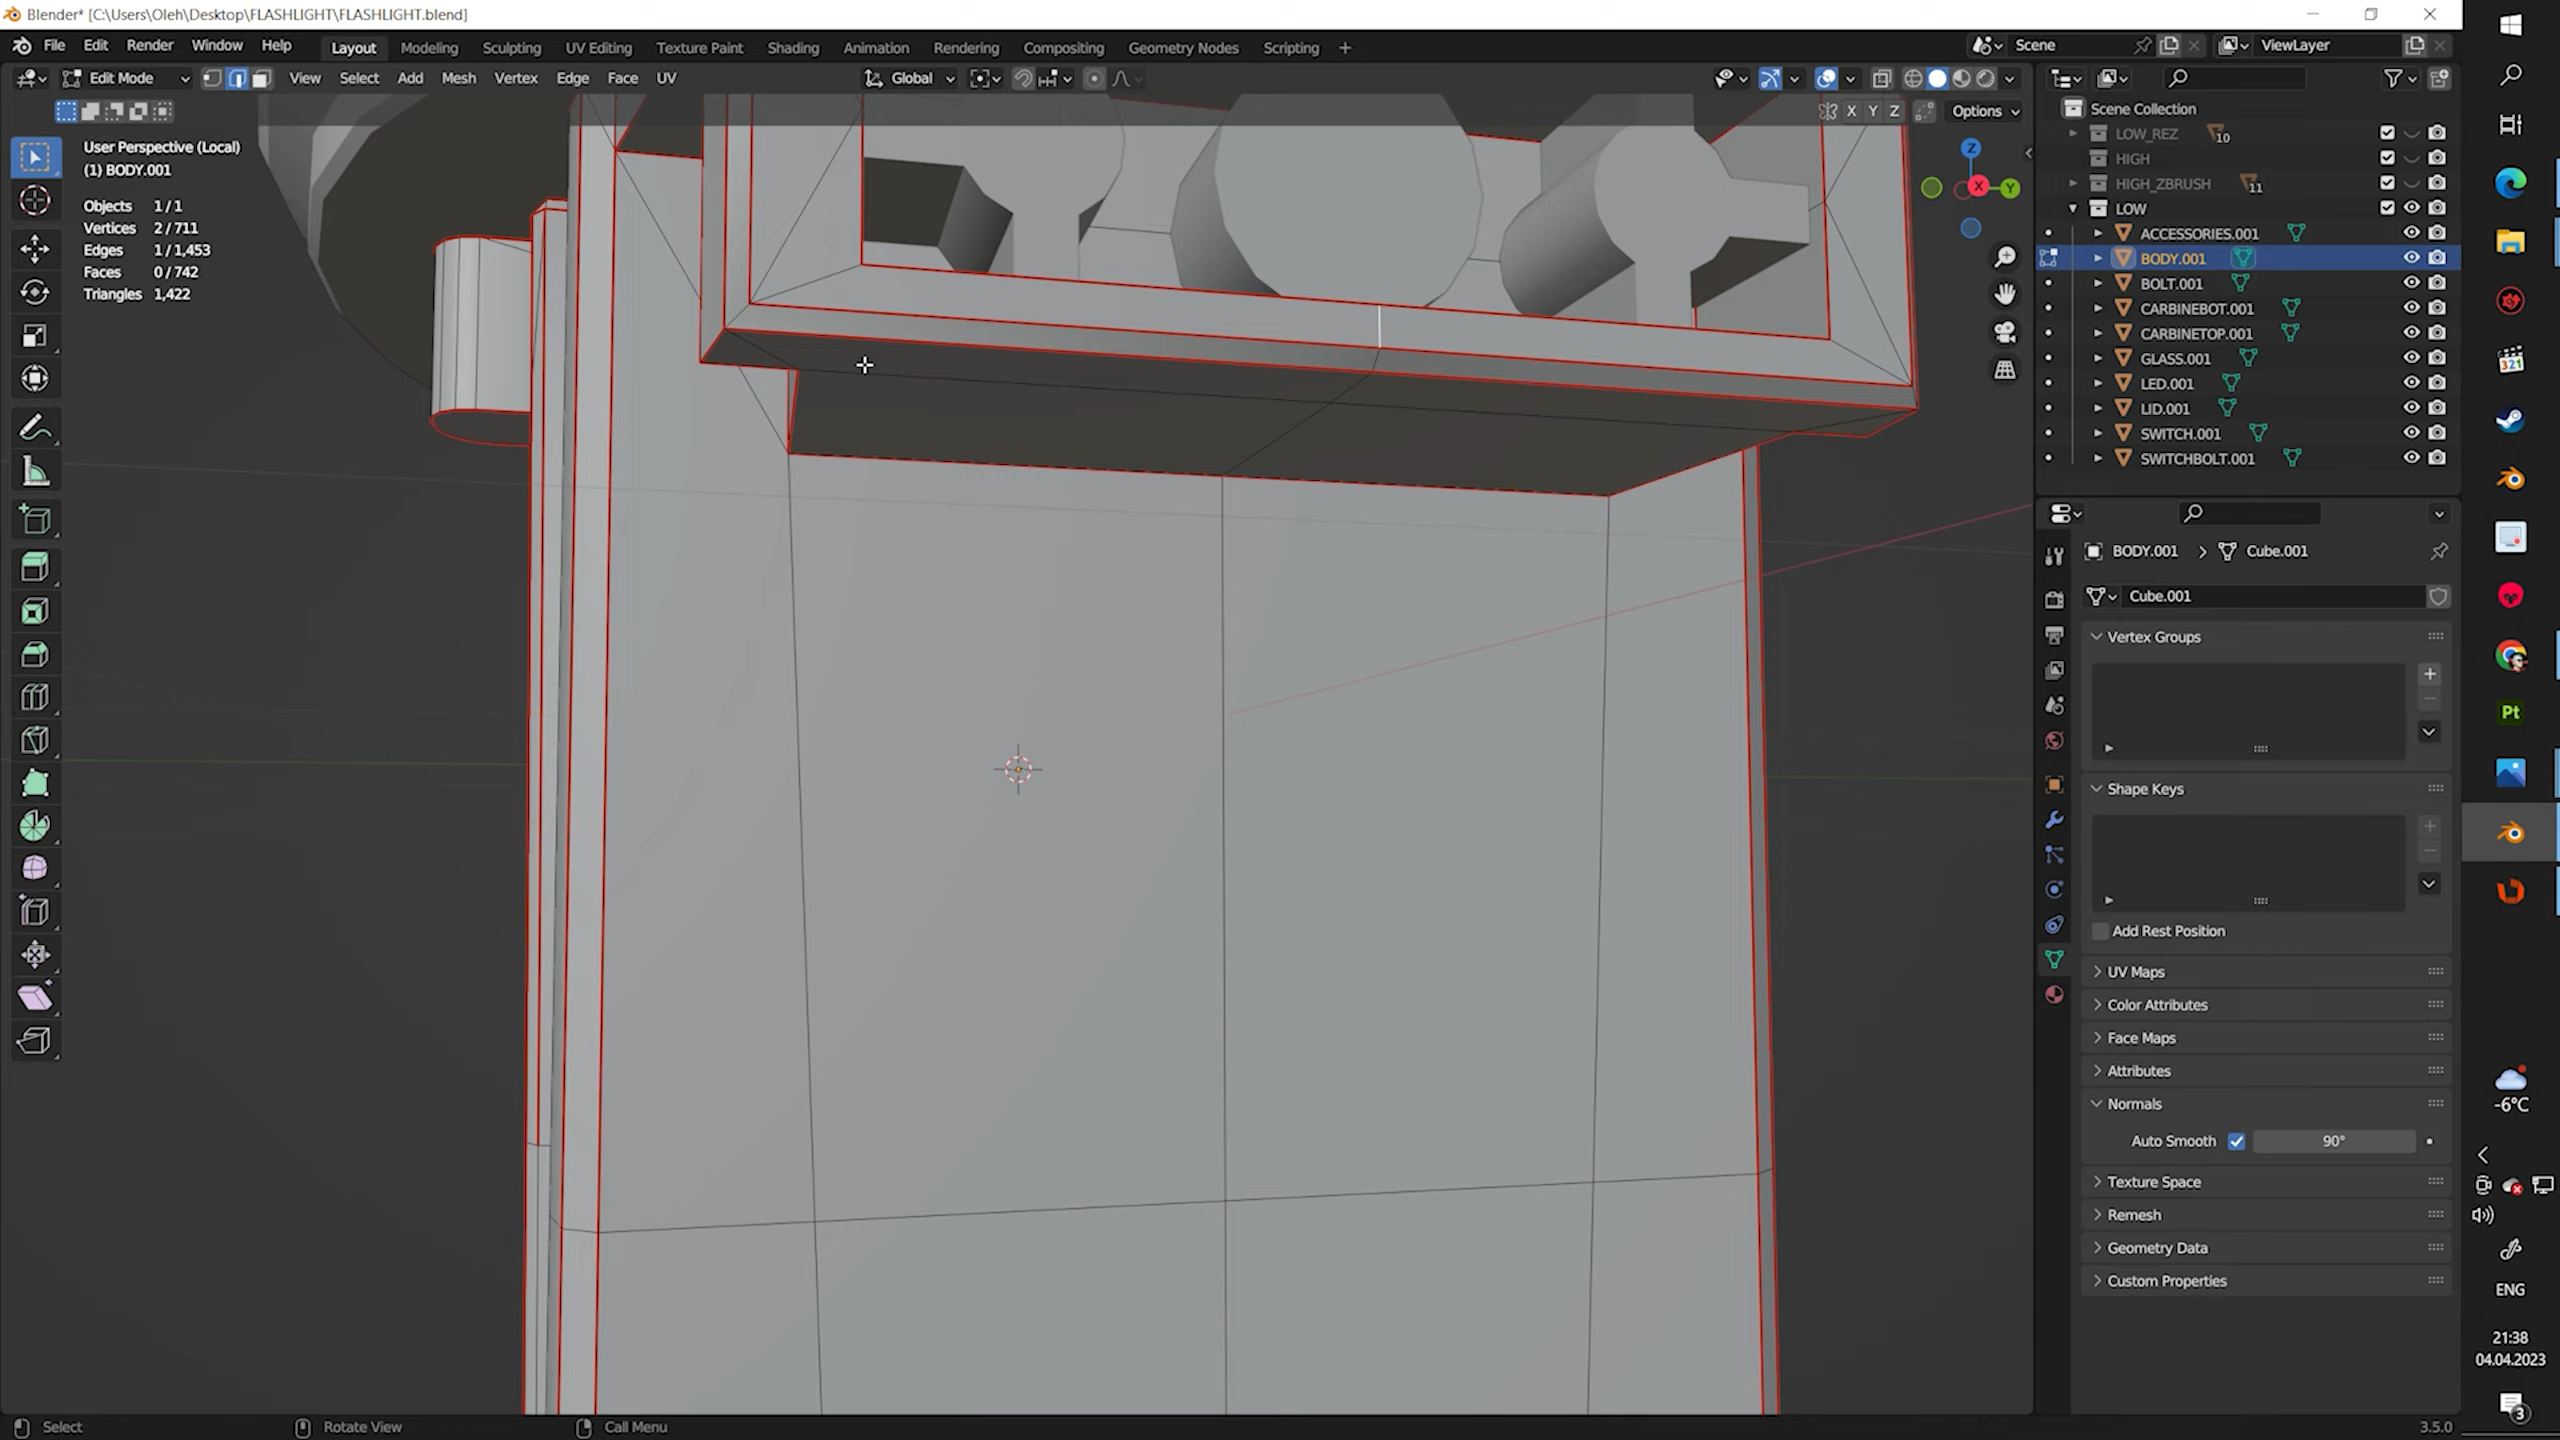 Blender* [C:\Users\Oleh\Desktop\FLASHLIGHT\FLASHLIGHT.blend]
File Edit Render Window Help Layout Modeling Sculpting UV Editing Texture Paint Shading Animation Rendering Compositing Geometry Nodes Scripting + Scene ViewLayer
Edit Mode View Select Add Mesh Vertex Edge Face UV Global
X Y Z Options
User Perspective (Local)
(1) BODY.001
Objects 1/1
Vertices 2/711
Edges 1/1,453
Faces 0/742
Triangles 1,422
Z
X
Y
Scene Collection
LOW_REZ 10
HIGH
HIGH_ZBRUSH 11
LOW
ACCESSORIES.001
BODY.001
BOLT.001
CARBINEBOT.001
CARBINETOP.001
GLASS.001
LED.001
LID.001
SWITCH.001
SWITCHBOLT.001
BODY.001 > Cube.001
Cube.001
Vertex Groups
Shape Keys
Add Rest Position
UV Maps
Color Attributes
Face Maps
Attributes
Normals
Auto Smooth 90°
Texture Space
Remesh
Geometry Data
Custom Properties
321
Pt
-6°C
ENG
21:38
04.04.2023
3
Select Rotate View Call Menu 3.5.0